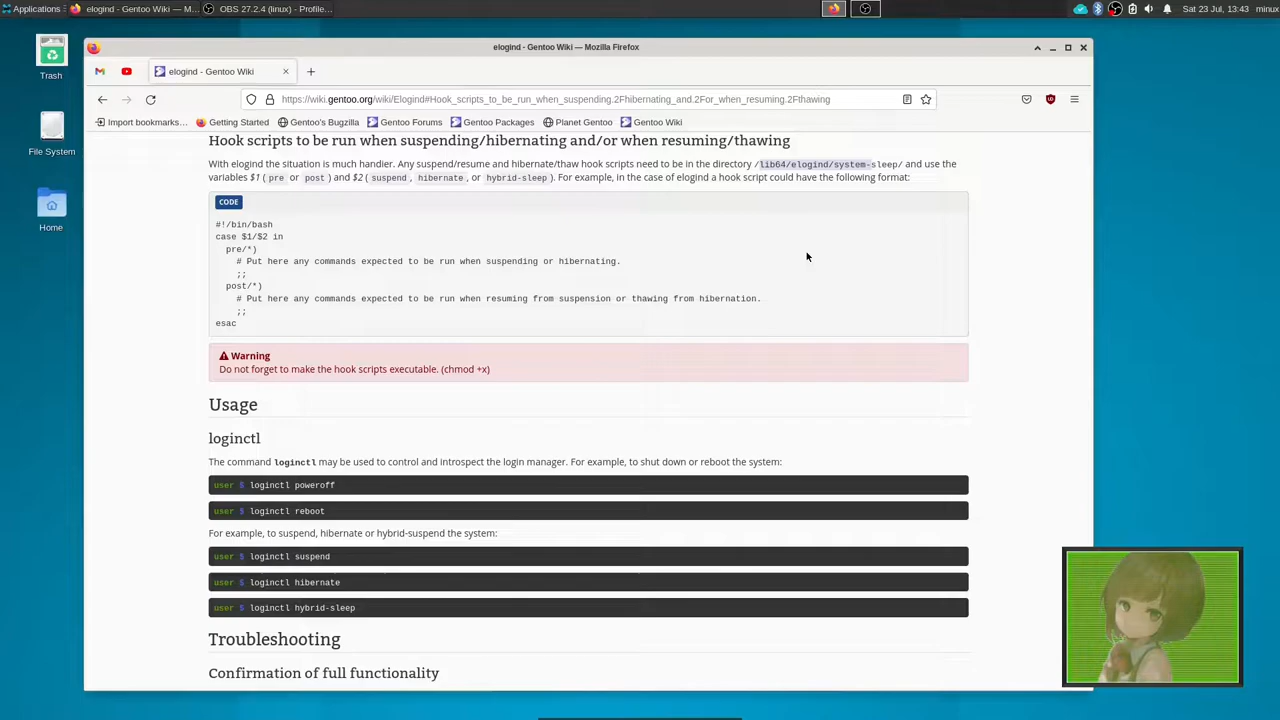 Applications
elogind - Gentoo Wiki — M...
OBS 27.2.4 (linux) - Profile...
Sat 23 Jul, 13:43
minux
elogind - Gentoo Wiki — Mozilla Firefox
elogind - Gentoo Wiki
https://wiki.gentoo.org/wiki/Elogind#Hook_scripts_to_be_run_when_suspending.2Fhibernating_and.2For_when_resuming.2Fthawing
Import bookmarks...
Getting Started
Gentoo's Bugzilla
Gentoo Forums
Gentoo Packages
Planet Gentoo
Gentoo Wiki
Trash
File System
Home
Hook scripts to be run when suspending/hibernating and/or when resuming/thawing
With elogind the situation is much handier. Any suspend/resume and hibernate/thaw hook scripts need to be in the directory /lib64/elogind/system-sleep/ and use the
variables $1 ( pre or post ) and $2 ( suspend, hibernate, or hybrid-sleep). For example, in the case of elogind a hook script could have the following format:
CODE
#!/bin/bash
case $1/$2 in
pre/*)
# Put here any commands expected to be run when suspending or hibernating.
;;
post/*)
# Put here any commands expected to be run when resuming from suspension or thawing from hibernation.
;;
esac
Warning
Do not forget to make the hook scripts executable. (chmod +x)
Usage
loginctl
The command loginctl may be used to control and introspect the login manager. For example, to shut down or reboot the system:
user $ loginctl poweroff
user $ loginctl reboot
For example, to suspend, hibernate or hybrid-suspend the system:
user $ loginctl suspend
user $ loginctl hibernate
user $ loginctl hybrid-sleep
Troubleshooting
Confirmation of full functionality